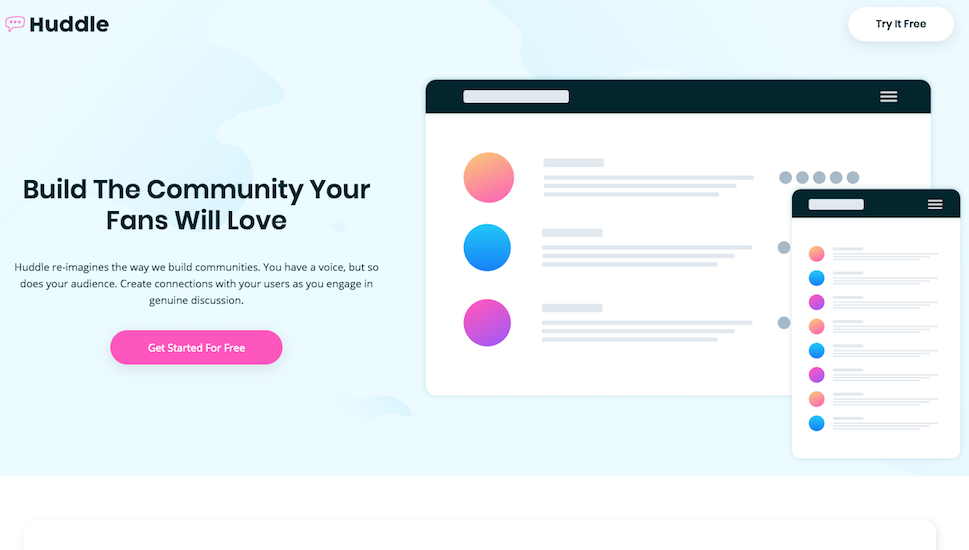 Huddle
Try It Free
Build The Community Your
Fans Will Love
Huddle re-imagines the way we build communities. You have a voice, but so
does your audience. Create connections with your users as you engage in
genuine discussion.
Get Started For Free